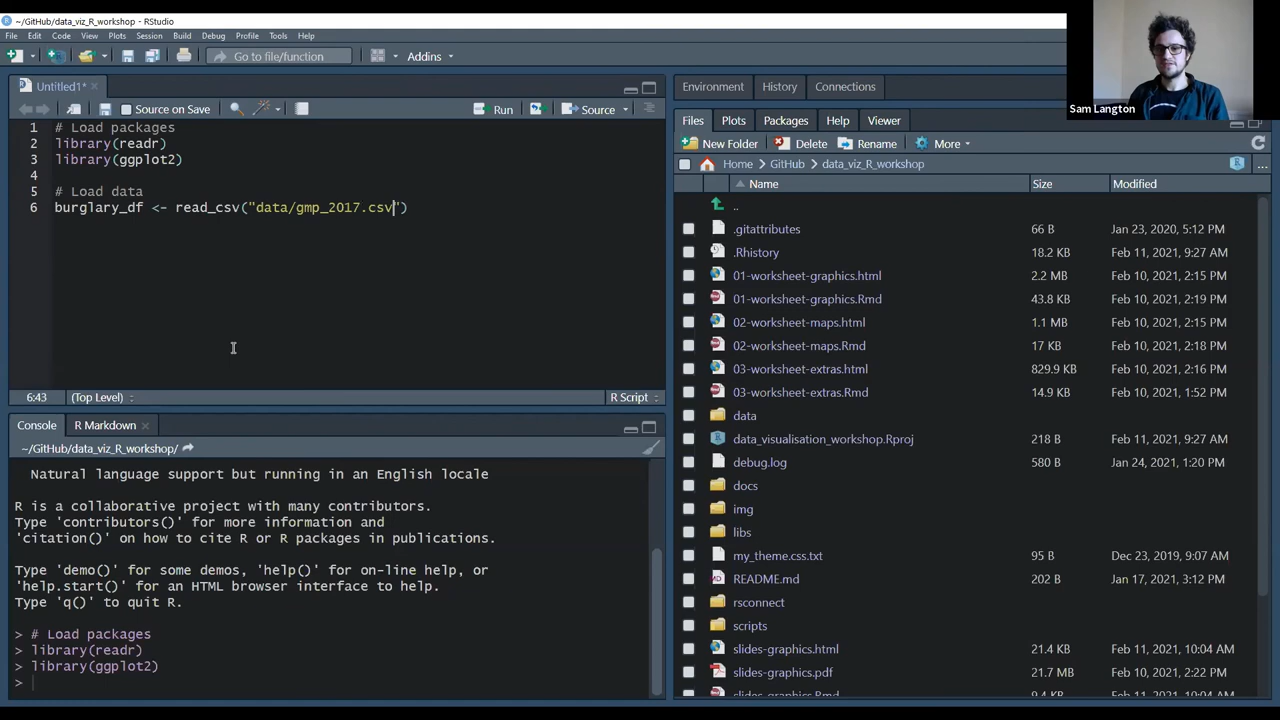 ~/GitHub/data_viz_R_workshop - RStudio
File Edit Code View Plots Session Build Debug Profile Tools Help
Go to file/function Addins
Untitled1*
Source on Save Run Source
1 # Load packages
2 library(readr)
3 library(ggplot2)
4
5 # Load data
6 burglary_df <- read_csv("data/gmp_2017.csv")
6:43 (Top Level) R Script
Console R Markdown
~/GitHub/data_viz_R_workshop/
Natural language support but running in an English locale
R is a collaborative project with many contributors.
Type 'contributors()' for more information and
'citation()' on how to cite R or R packages in publications.
Type 'demo()' for some demos, 'help()' for on-line help, or
'help.start()' for an HTML browser interface to help.
Type 'q()' to quit R.
> # Load packages
> library(readr)
> library(ggplot2)
>
Sam Langton
Environment History Connections
Files Plots Packages Help Viewer
New Folder Delete Rename More
Home GitHub data_viz_R_workshop
Name Size Modified
..
.gitattributes 66 B Jan 23, 2020, 5:12 PM
.Rhistory 18.2 KB Feb 11, 2021, 9:27 AM
01-worksheet-graphics.html 2.2 MB Feb 10, 2021, 2:15 PM
01-worksheet-graphics.Rmd 43.8 KB Feb 10, 2021, 2:19 PM
02-worksheet-maps.html 1.1 MB Feb 10, 2021, 2:15 PM
02-worksheet-maps.Rmd 17 KB Feb 10, 2021, 2:18 PM
03-worksheet-extras.html 829.9 KB Feb 10, 2021, 2:16 PM
03-worksheet-extras.Rmd 14.9 KB Feb 10, 2021, 1:52 PM
data
data_visualisation_workshop.Rproj 218 B Feb 11, 2021, 9:27 AM
debug.log 580 B Jan 24, 2021, 1:20 PM
docs
img
libs
my_theme.css.txt 95 B Dec 23, 2019, 9:07 AM
README.md 202 B Jan 17, 2021, 3:12 PM
rsconnect
scripts
slides-graphics.html 21.4 KB Feb 11, 2021, 10:04 AM
slides-graphics.pdf 21.7 MB Feb 10, 2021, 2:22 PM
slides-graphics.Rmd 9.4 KB Feb 11, 2021, 10:04 AM